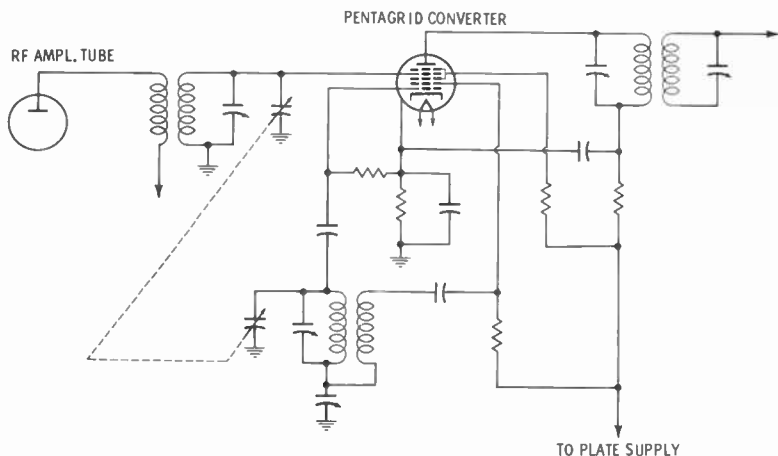 PENTAGRID CONVERTER
RF AMPL. TUBE
TO PLATE SUPPLY